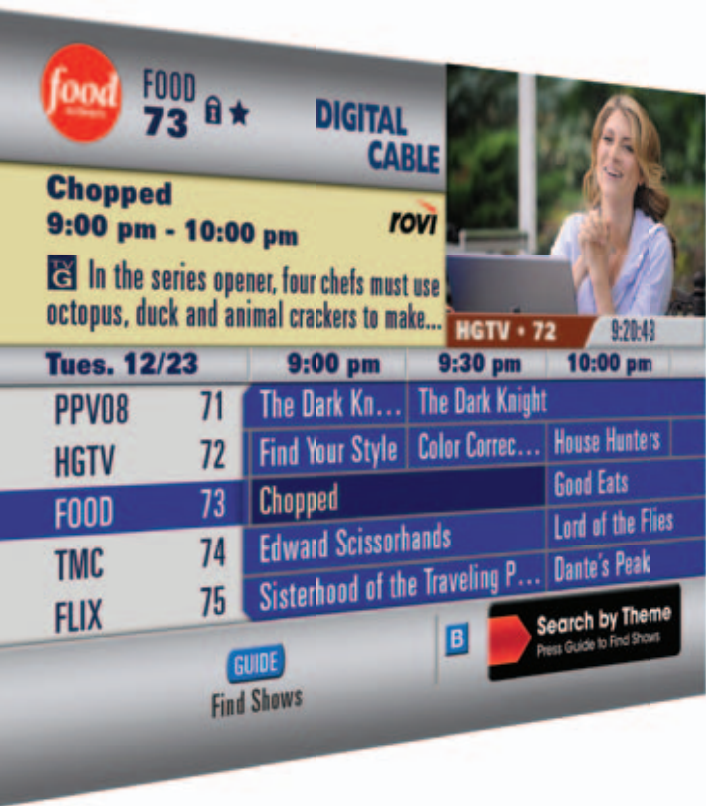 food
FOOD
73
DIGITAL
CABLE
Chopped
9:00 pm - 10:00 pm
rovi
TV
G
In the series opener, four chefs must use
octopus, duck and animal crackers to make...
HGTV • 72
9:20:43
Tues. 12/23 9:00 pm 9:30 pm 10:00 pm
PPV08 71 The Dark Kn... The Dark Knight
HGTV 72 Find Your Style Color Correc... House Hunters
FOOD 73 Chopped Good Eats
TMC 74 Edward Scissorhands Lord of the Flies
FLIX 75 Sisterhood of the Traveling P... Dante's Peak
GUIDE
Find Shows
B
Search by Theme
Press Guide to Find Shows